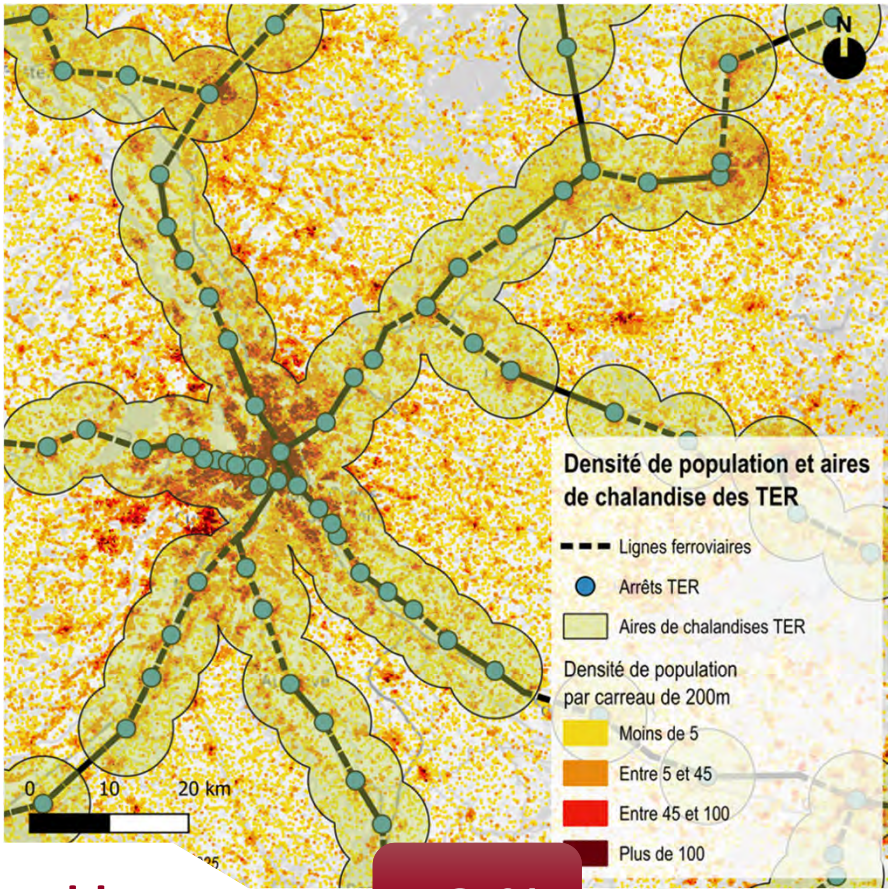 N
Densité de population et aires
de chalandise des TER
Lignes ferroviaires
Arrêts TER
Aires de chalandises TER
Densité de population
par carreau de 200m
Moins de 5
Entre 5 et 45
Entre 45 et 100
Plus de 100
0 10 20 km